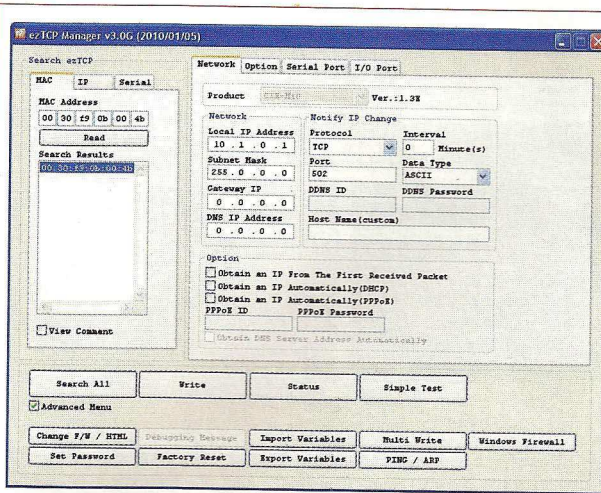 ezTCP Manager v3.0G (2010/01/05)
Search ezTCP
MAC IP Serial
MAC Address
00 30 f9 0b 00 4b
Read
Search Results
00:30:f9:0b:00:4b
View Comment
Network Option Serial Port I/O Port
Product Ver.:1.3E
Network
Local IP Address
10 . 1 . 0 . 1
Subnet Mask
255 . 0 . 0 . 0
Gateway IP
0 . 0 . 0 . 0
DNS IP Address
0 . 0 . 0 . 0
Notify IP Change
Protocol Interval
TCP 0 Minute(s)
Port Data Type
502 ASCII
DDNS ID DDNS Password
Host Name(custom)
Option
Obtain an IP From The First Received Packet
Obtain an IP Automatically(DHCP)
Obtain an IP Automatically(PPPoE)
PPPoE ID PPPoE Password
Obtain DNS Server Address Automatically
Search All Write Status Simple Test
Advanced Menu
Change F/W / HTML Debugging Message Import Variables Multi Write Windows Firewall
Set Password Factory Reset Export Variables PING / ARP